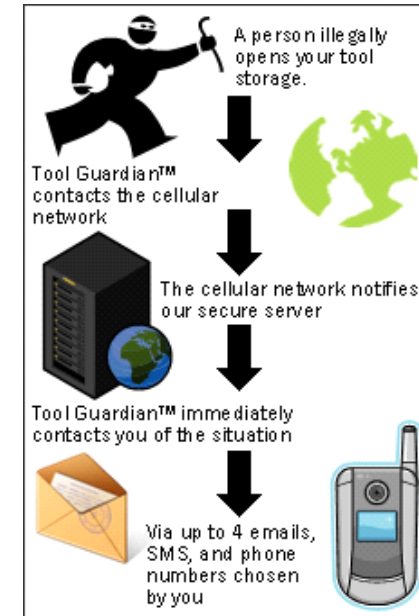 A person illegally
opens your tool
storage.
Tool Guardian™
contacts the cellular
network
The cellular network notifies
our secure server
Tool Guardian™ immediately
contacts you of the situation
Via up to 4 emails,
SMS, and phone
numbers chosen
by you